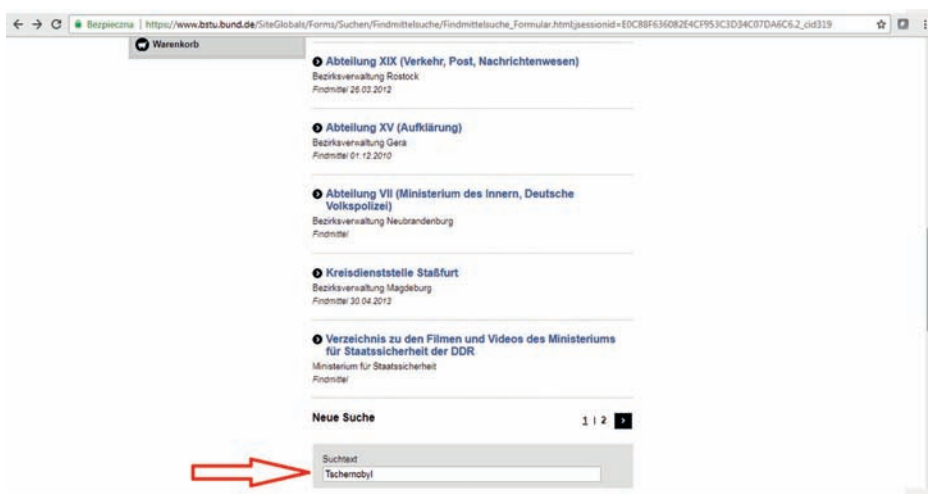 Bezpieczna | https://www.bstu.bund.de/SiteGlobals/Forms/Suchen/Findmittelsuche/Findmittelsuche_Formular.html;jsessionid=E0C88F636082E4CF953C3D34C07DA6C6.2_cid319
Warenkorb
Abteilung XIX (Verkehr, Post, Nachrichtenwesen)
Bezirksverwaltung Rostock
Findmittel 26.03.2012
Abteilung XV (Aufklärung)
Bezirksverwaltung Gera
Findmittel 01.12.2010
Abteilung VII (Ministerium des Innern, Deutsche
Volkspolizei)
Bezirksverwaltung Neubrandenburg
Findmittel
Kreisdienststelle Staßfurt
Bezirksverwaltung Magdeburg
Findmittel 30.04.2013
Verzeichnis zu den Filmen und Videos des Ministeriums
für Staatssicherheit der DDR
Ministerium für Staatssicherheit
Findmittel
Neue Suche 1 | 2
Suchtext
Tschernobyl